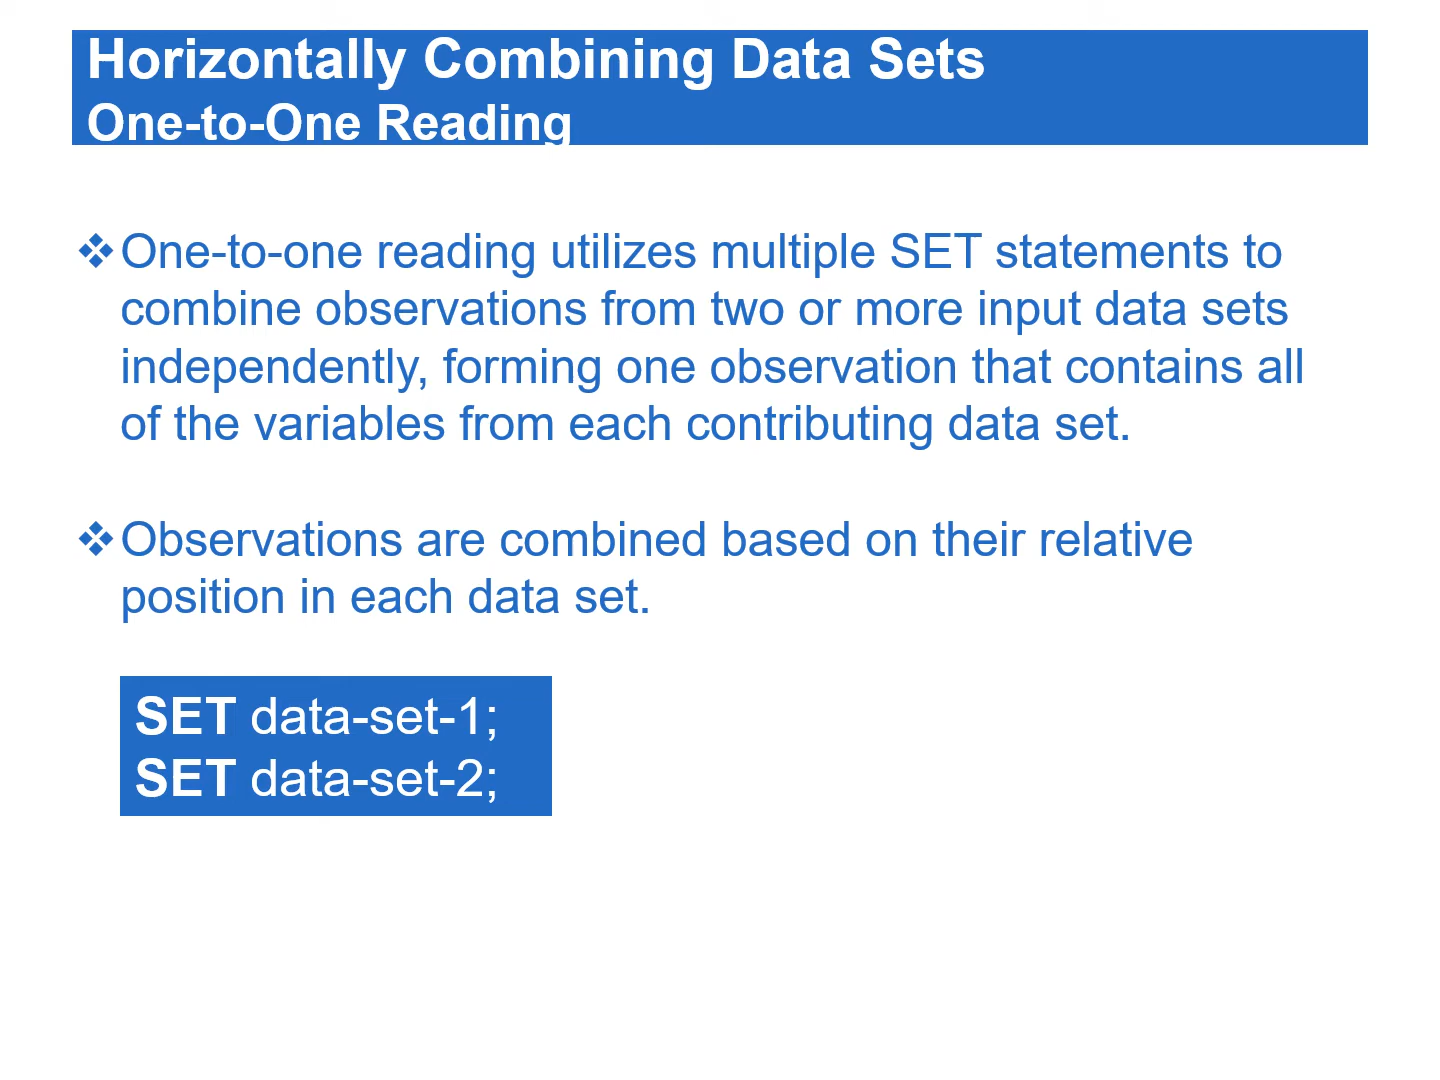 Horizontally Combining Data Sets
One-to-One Reading
❖One-to-one reading utilizes multiple SET statements to
combine observations from two or more input data sets
independently, forming one observation that contains all
of the variables from each contributing data set.
❖Observations are combined based on their relative
position in each data set.
SET data-set-1;
SET data-set-2;